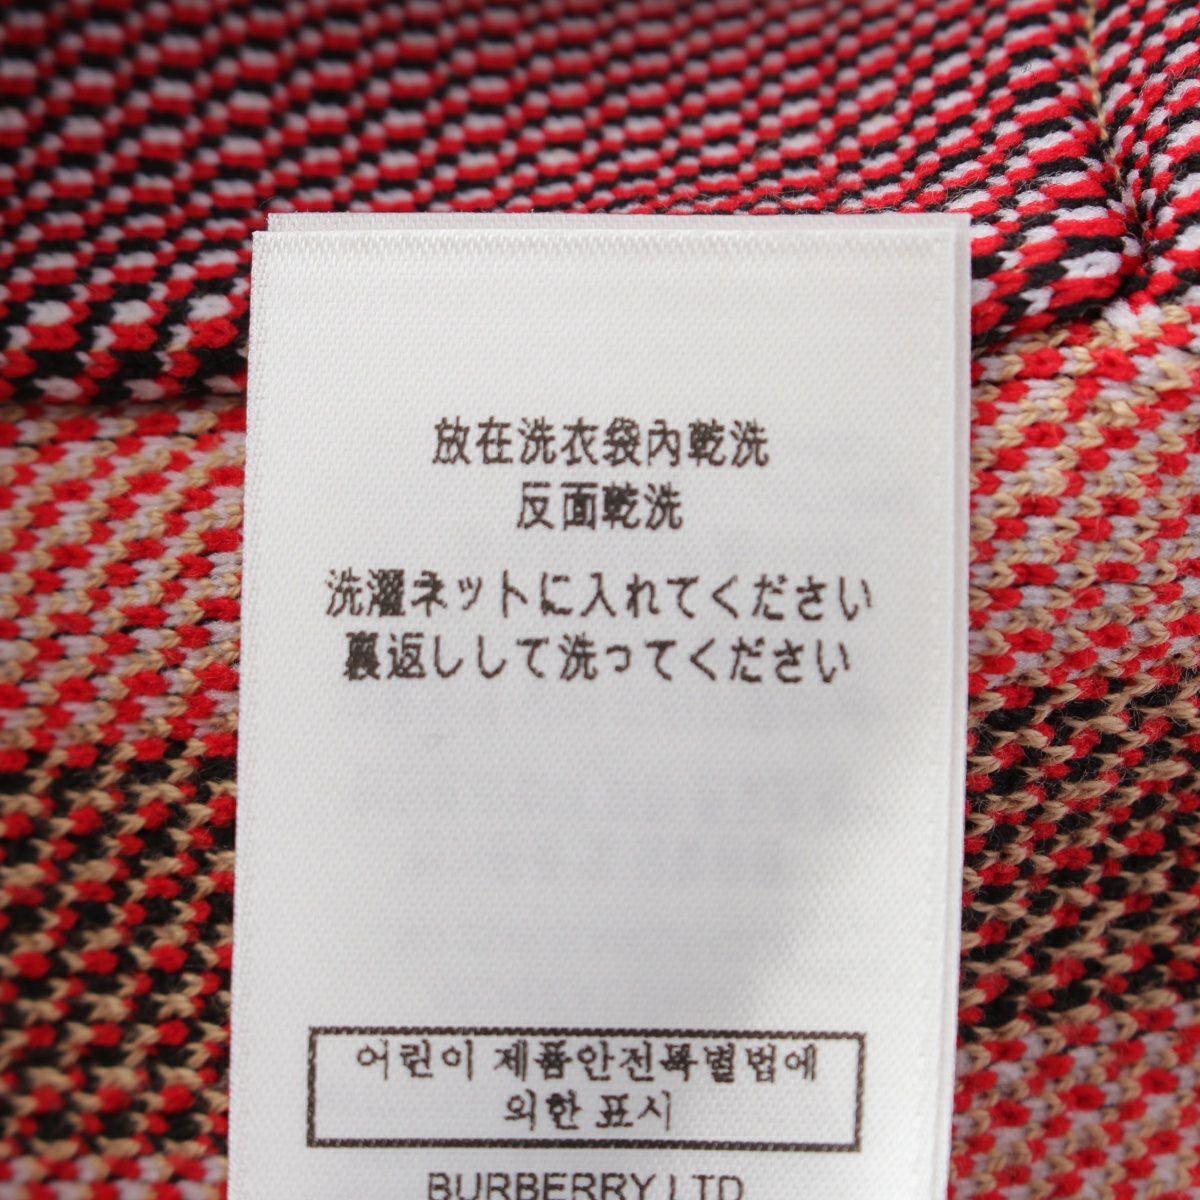 放在洗衣袋內乾洗
反面乾洗
洗濯ネットに入れてください
裏返しして洗ってください
어린이 제품안전특별법에
의한 표시
BURBERRY LTD